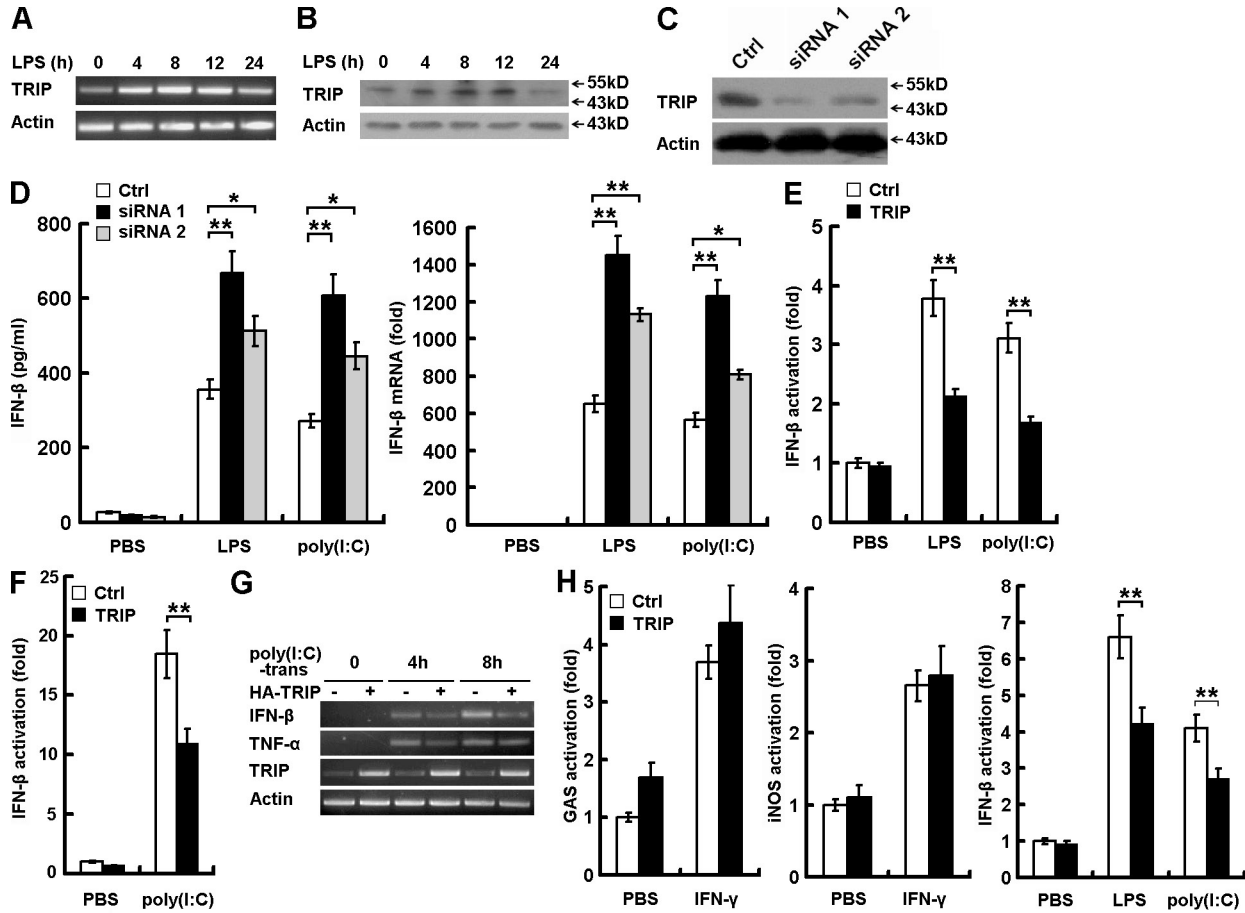 A
LPS (h) 0 4 8 12 24
TRIP
Actin
B
LPS (h) 0 4 8 12 24
TRIP ←55kD
←43kD
Actin ←43kD
C
Ctrl siRNA 1 siRNA 2
TRIP ←55kD
←43kD
Actin ←43kD
D
Ctrl
siRNA 1
siRNA 2
IFN-β (pg/ml)
800
600
400
200
0
* ** * **
PBS LPS poly(I:C)
IFN-β mRNA (fold)
1600
1400
1200
1000
800
600
400
200
0
** ** * **
PBS LPS poly(I:C)
E
Ctrl
TRIP
IFN-β activation (fold)
5
4
3
2
1
0
** **
PBS LPS poly(I:C)
F
Ctrl
TRIP
IFN-β activation (fold)
25
20
15
10
5
0
**
PBS poly(I:C)
G
poly(I:C)
-trans 0 4h 8h
HA-TRIP - + - + - +
IFN-β
TNF-α
TRIP
Actin
H
Ctrl
TRIP
GAS activation (fold)
5
4
3
2
1
0
PBS IFN-γ
iNOS activation (fold)
4
3
2
1
0
PBS IFN-γ
IFN-β activation (fold)
8
7
6
5
4
3
2
1
0
** **
PBS LPS poly(I:C)